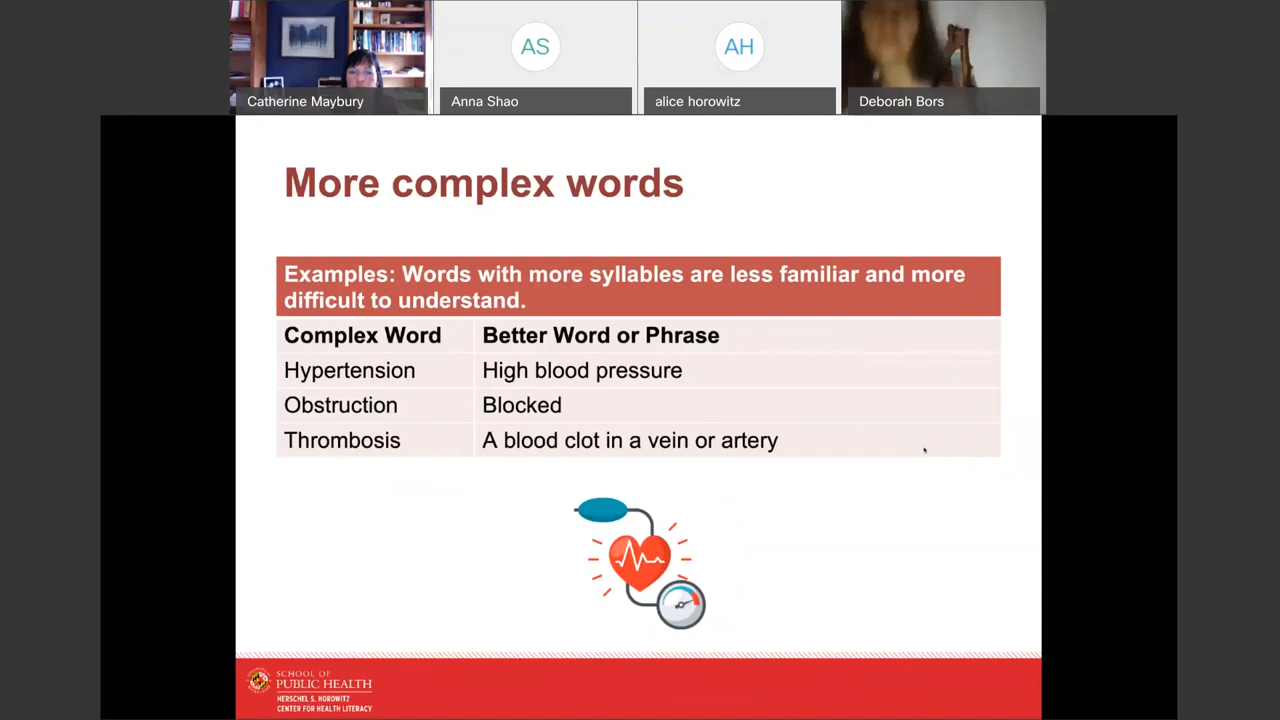 AS
AH
Catherine Maybury
Anna Shao
alice horowitz
Deborah Bors
More complex words
Examples: Words with more syllables are less familiar and more
difficult to understand.
Complex Word Better Word or Phrase
Hypertension High blood pressure
Obstruction Blocked
Thrombosis A blood clot in a vein or artery
SCHOOL OF
PUBLIC HEALTH
HERSCHEL S. HOROWITZ
CENTER FOR HEALTH LITERACY